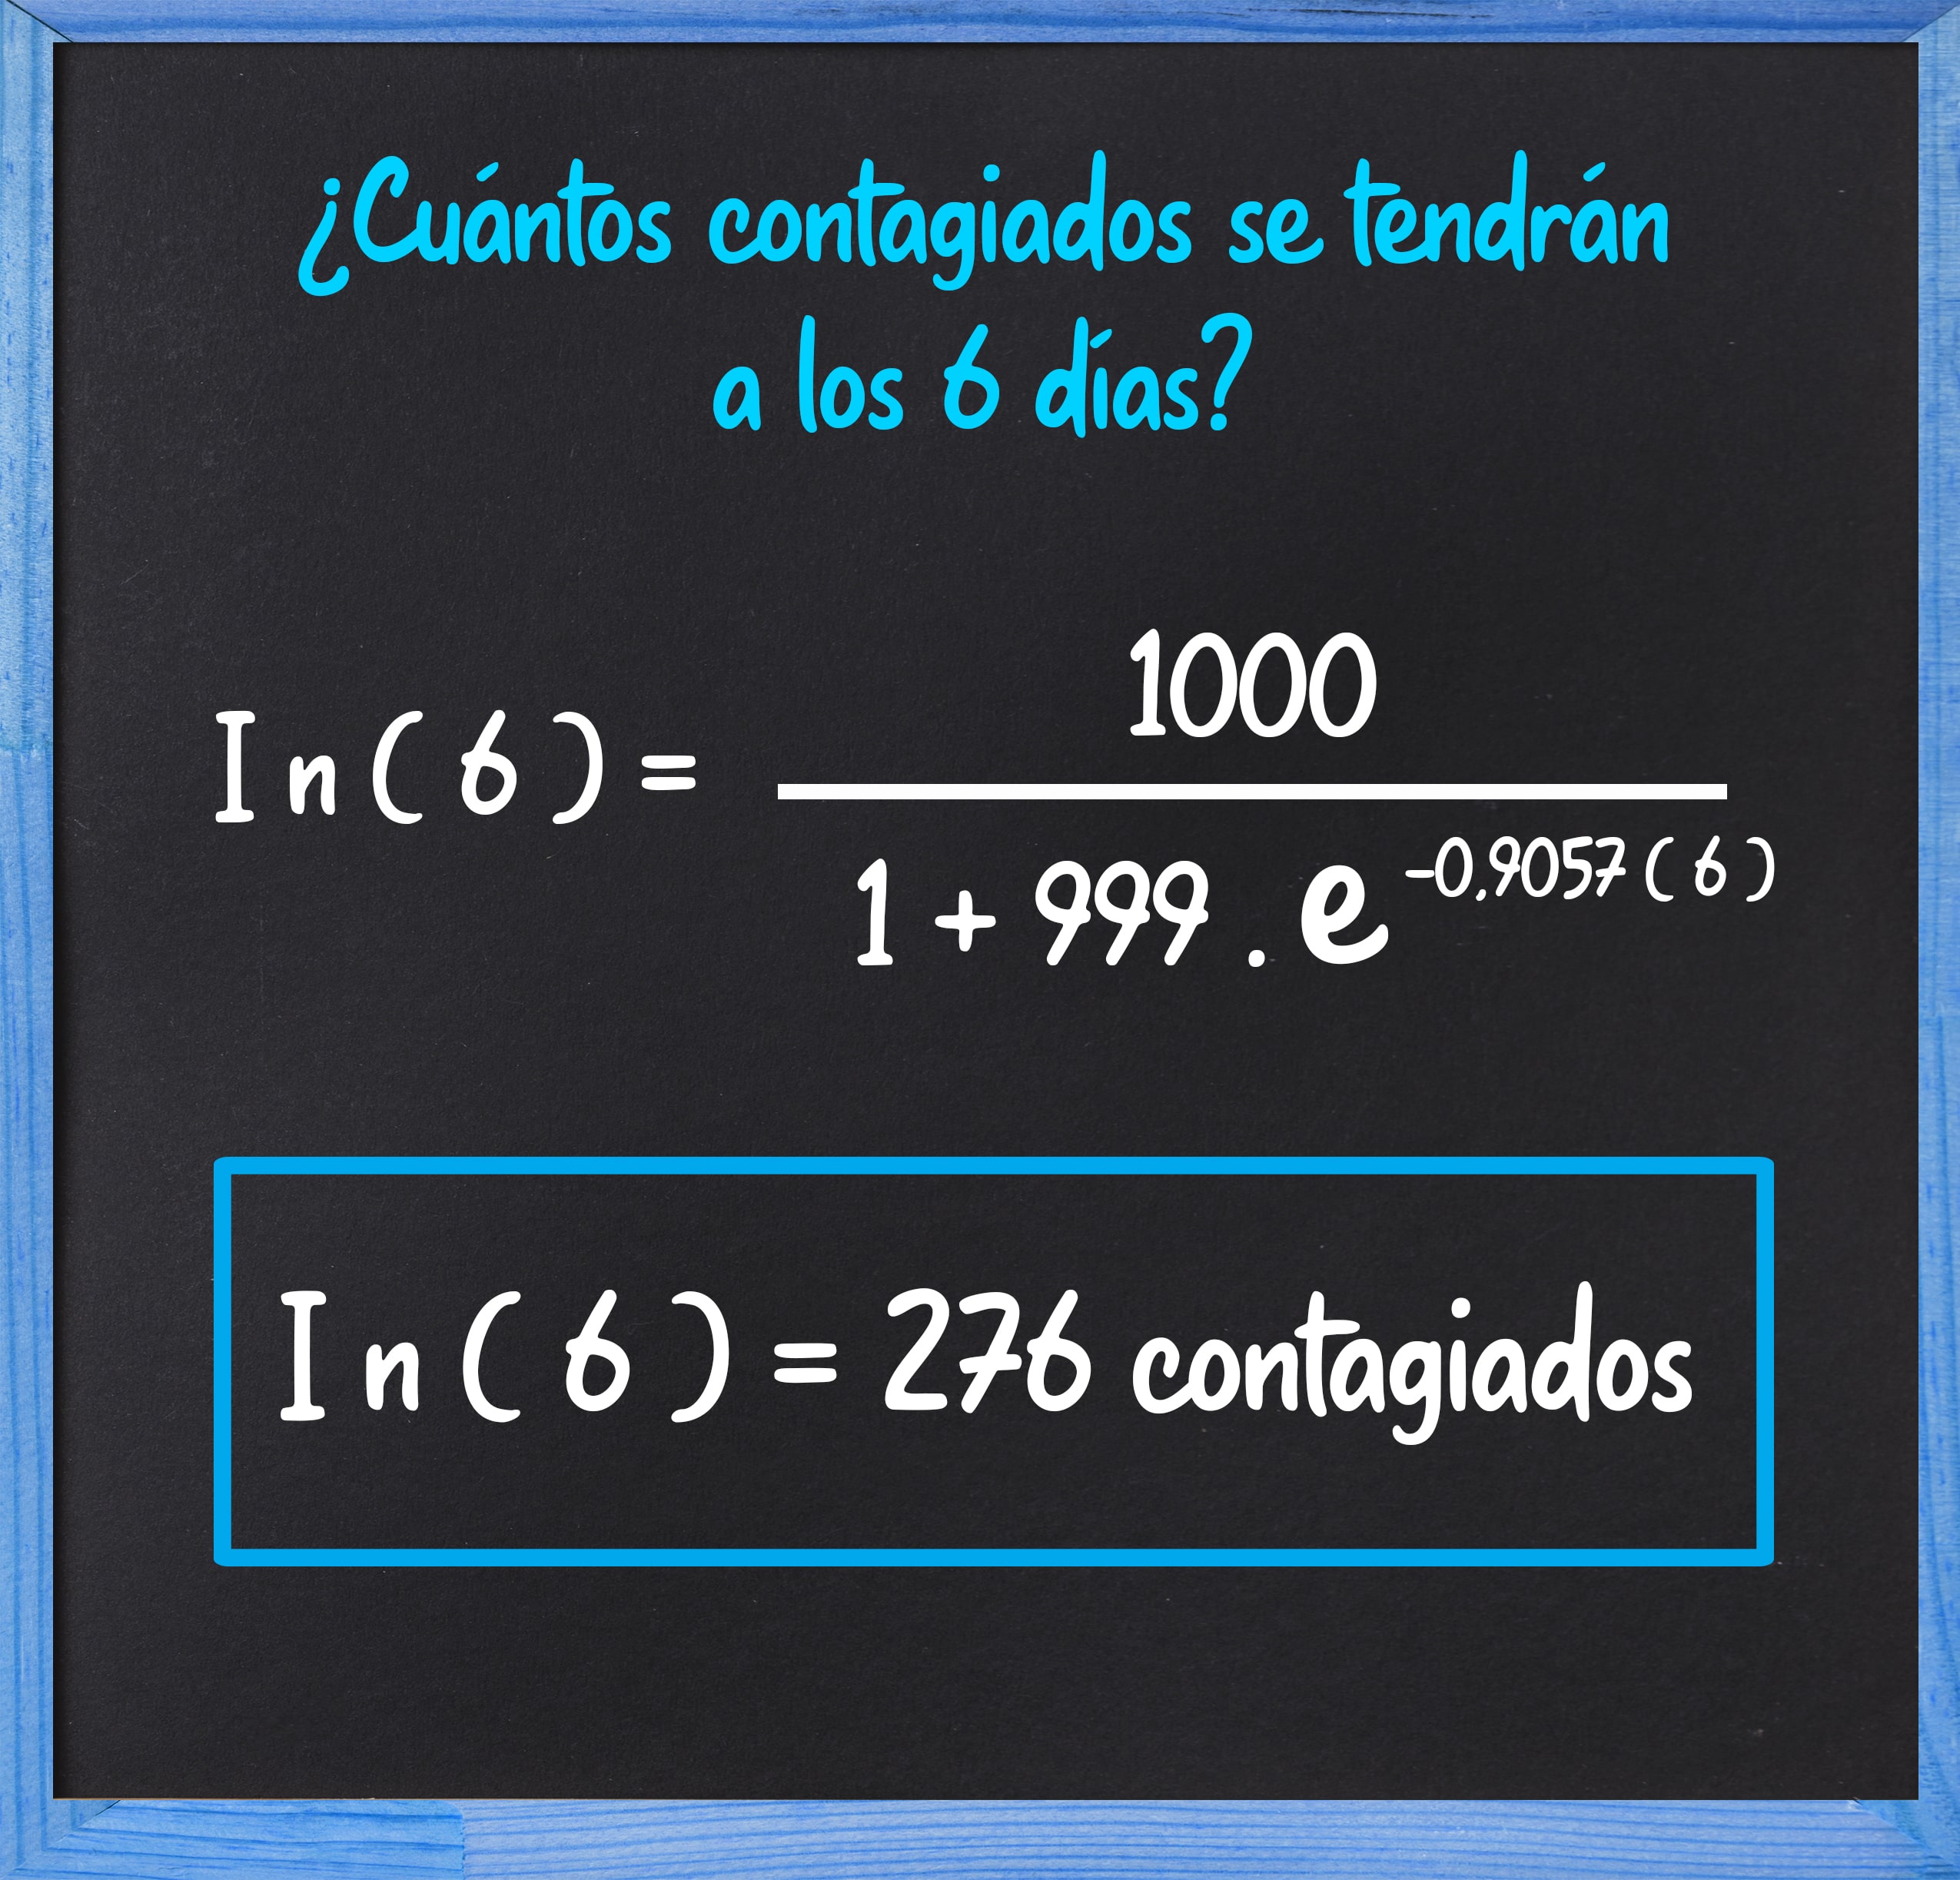 ¿Cuántos contagiados se tendrán
a los 6 días?
In(6) = 1000 / 1 + 999 . e^-0,9057(6)
In(6) = 276 contagiados